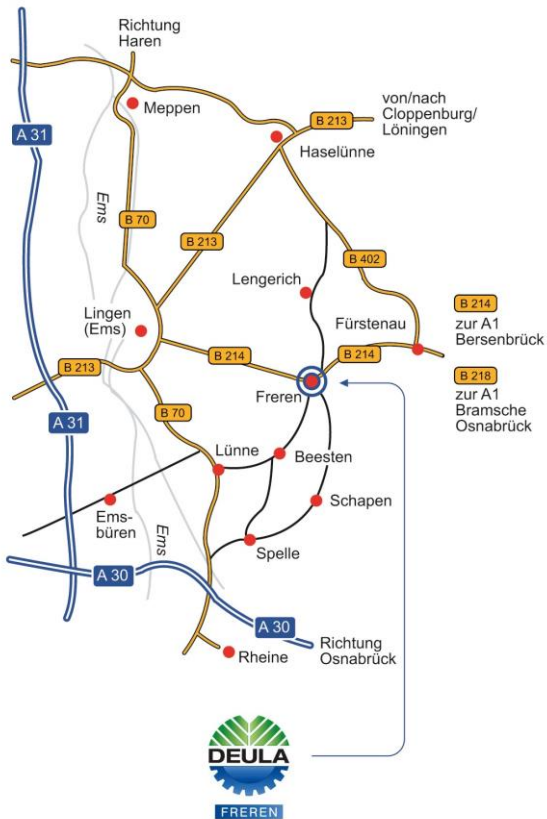 Richtung
Haren
A 31
Meppen
B 213
von/nach
Cloppenburg/
Löningen
Haselünne
Ems
B 70
B 213
B 402
Lengerich
Lingen
(Ems)
Fürstenau
B 214
zur A1
Bersenbrück
B 213
B 214
B 214
B 218
zur A1
Bramsche
Osnabrück
Freren
A 31
B 70
Lünne
Beesten
Schapen
Ems-
büren
Ems
Spelle
A 30
A 30
Richtung
Osnabrück
Rheine
DEULA
FREREN